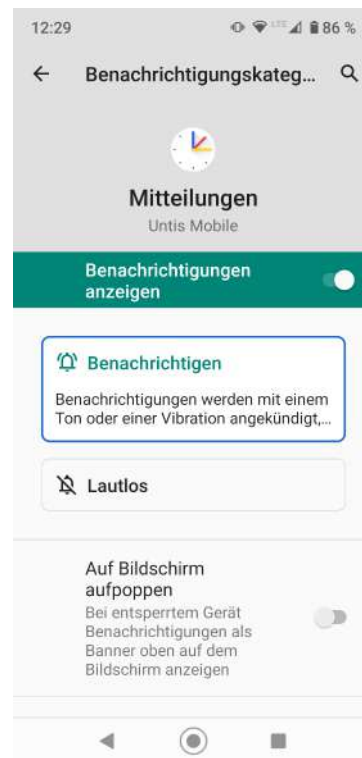 12:29
LTE 86 %
Benachrichtigungskateg...
Mitteilungen
Untis Mobile
Benachrichtigungen
anzeigen
Benachrichtigen
Benachrichtigungen werden mit einem
Ton oder einer Vibration angekündigt,...
Lautlos
Auf Bildschirm
aufpoppen
Bei entsperrtem Gerät
Benachrichtigungen als
Banner oben auf dem
Bildschirm anzeigen